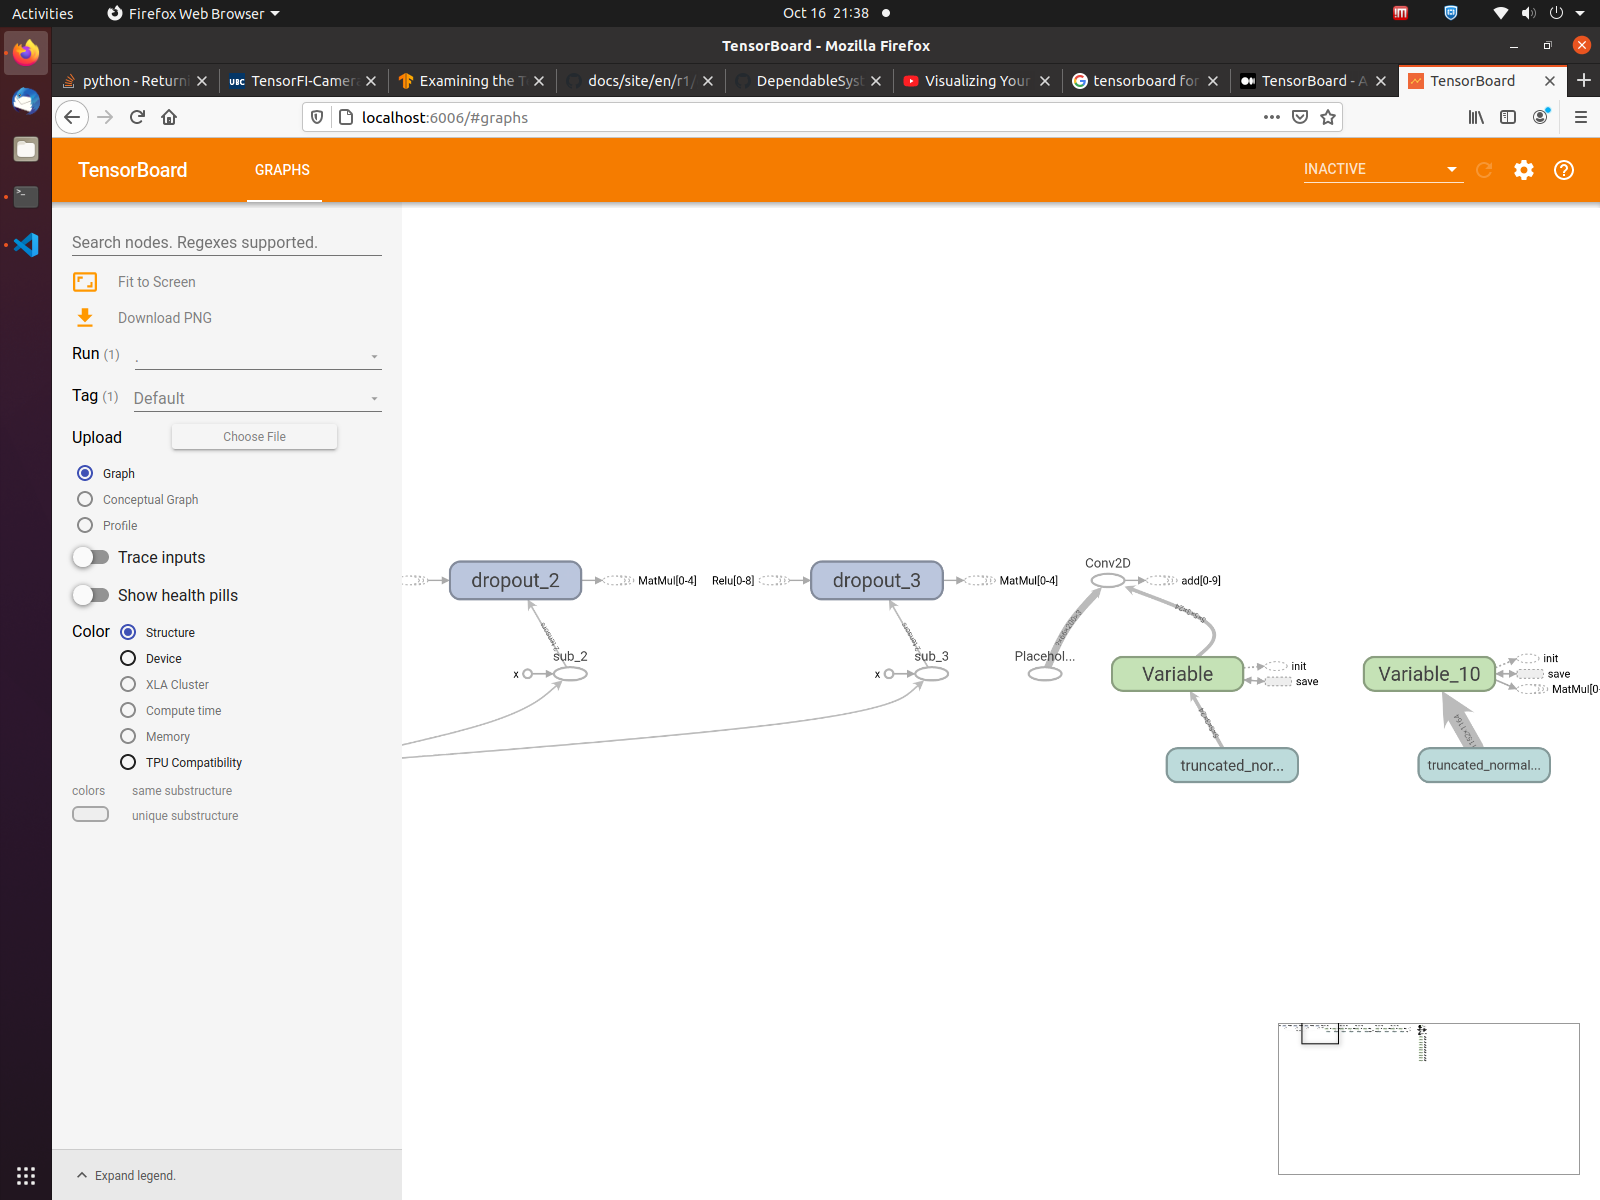 Activities
Firefox Web Browser
Oct 16 21:38
TensorBoard - Mozilla Firefox
python - Returni
UBC TensorFI-Camera
Examining the T
docs/site/en/r1/
DependableSyst
Visualizing Your
tensorboard for
TensorBoard - A
TensorBoard
localhost:6006/#graphs
TensorBoard
GRAPHS
INACTIVE
Search nodes. Regexes supported.
Fit to Screen
Download PNG
Run (1) .
Tag (1) Default
Upload Choose File
Graph
Conceptual Graph
Profile
Trace inputs
Show health pills
Color Structure
Device
XLA Cluster
Compute time
Memory
TPU Compatibility
colors same substructure
unique substructure
Expand legend.
Conv2D
dropout_2 MatMul[0-4] Relu[0-8] dropout_3 MatMul[0-4] add[0-9]
sub_2 sub_3 Placehol...
x x
Variable init
save
Variable_10 init
save
MatMul[0-
truncated_nor... truncated_normal...